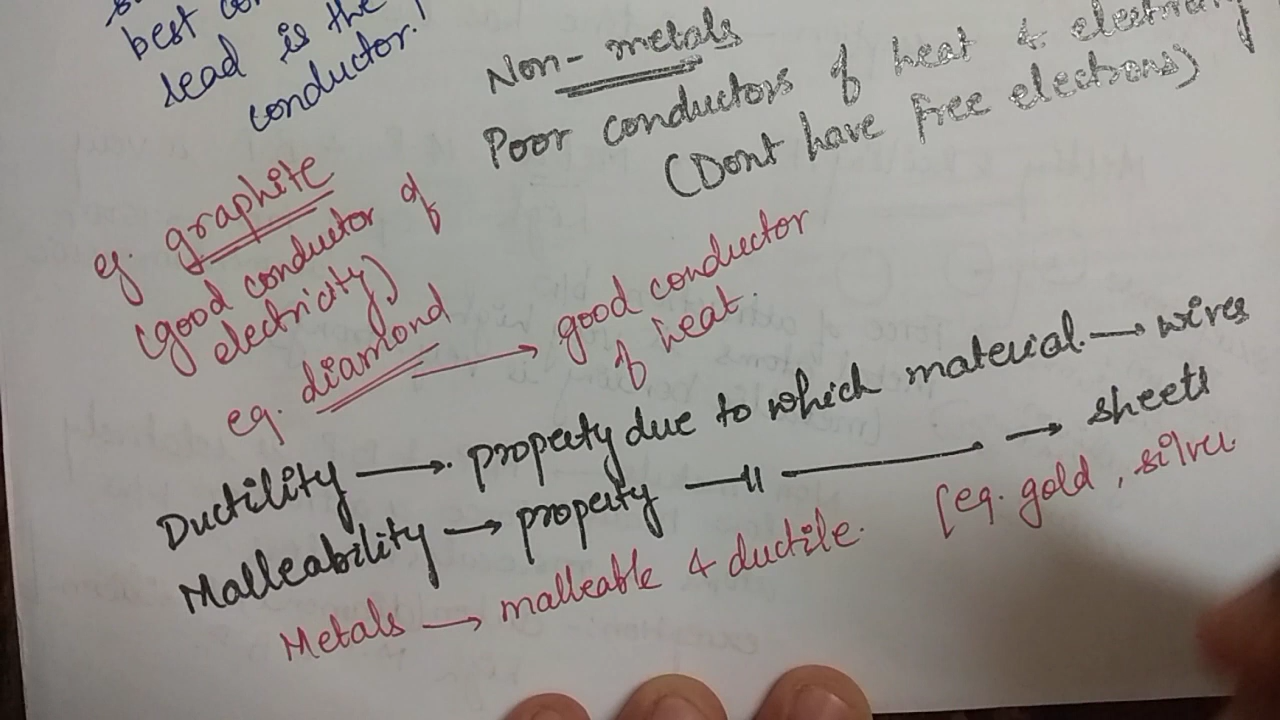 best
lead is the
conductor.
Non-metals
Poor conductors of heat & electricity
(Dont have free electrons)
eg. graphite
(good conductor of
electricity)
eg. diamond → good conductor
of heat.
Ductility → property due to which material → wires
Malleability → property —"— → sheets
Metals → malleable & ductile. [eg. gold, silver